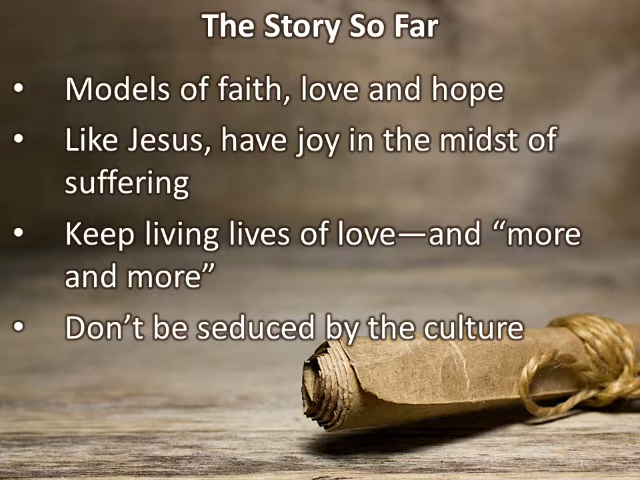 The Story So Far
• Models of faith, love and hope
• Like Jesus, have joy in the midst of
suffering
• Keep living lives of love—and “more
and more”
• Don’t be seduced by the culture